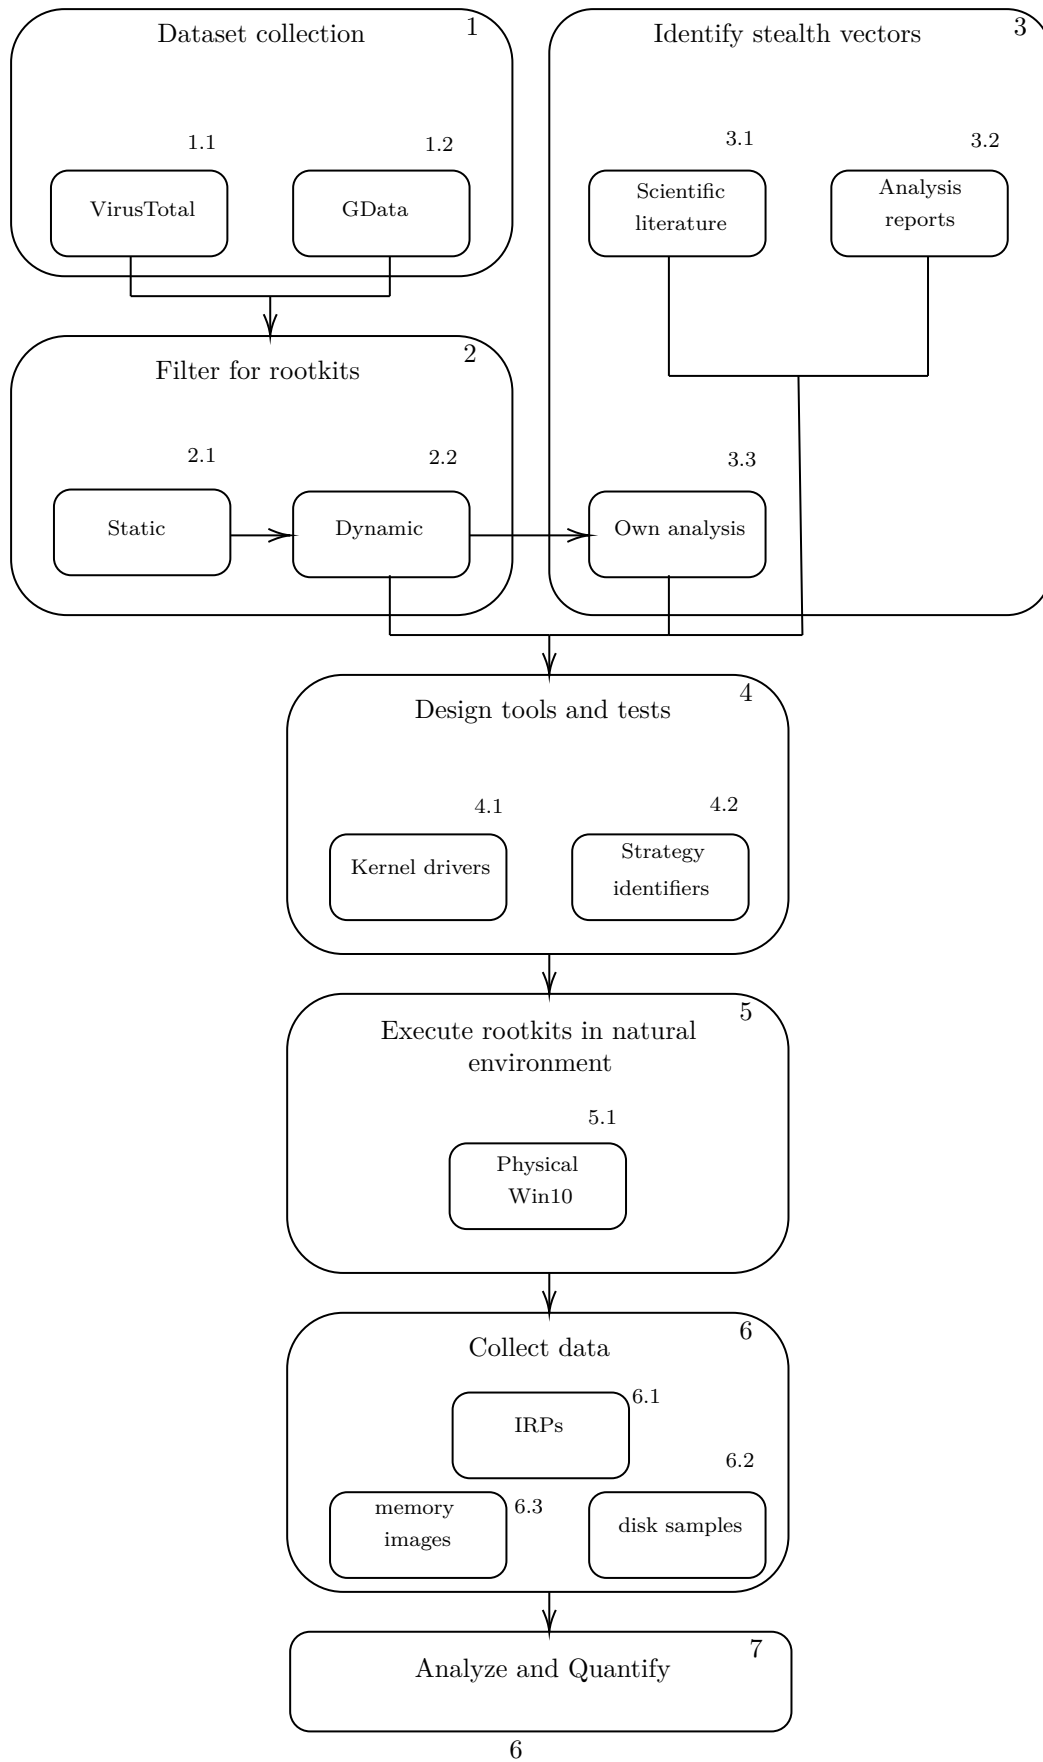 Dataset collection
1
1.1
VirusTotal
1.2
GData
Identify stealth vectors
3
3.1
Scientific
literature
3.2
Analysis
reports
Filter for rootkits
2
2.1
Static
2.2
Dynamic
3.3
Own analysis
Design tools and tests
4
4.1
Kernel drivers
4.2
Strategy
identifiers
Execute rootkits in natural
environment
5
5.1
Physical
Win10
Collect data
6
6.1
IRPs
6.2
disk samples
6.3
memory
images
Analyze and Quantify
7
6